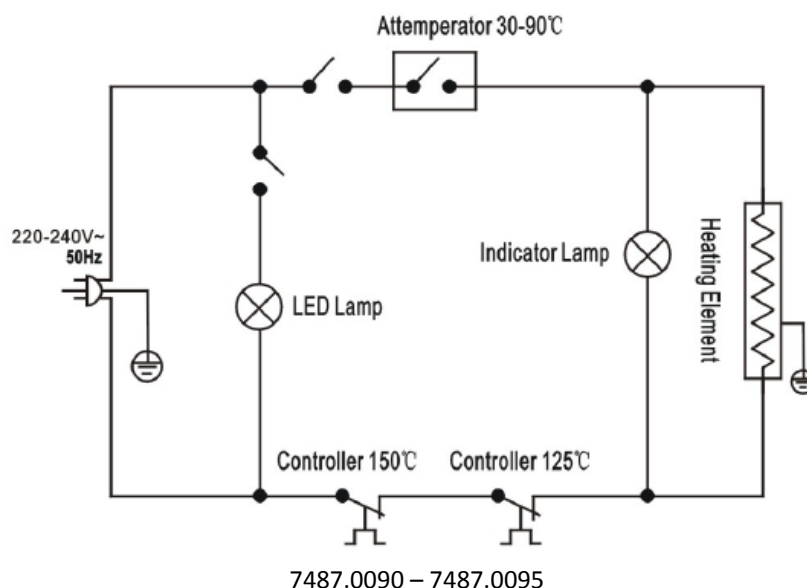 Attemperator 30-90℃
220-240V~
50Hz
LED Lamp
Indicator Lamp
Heating Element
Controller 150℃
Controller 125℃
7487.0090 – 7487.0095